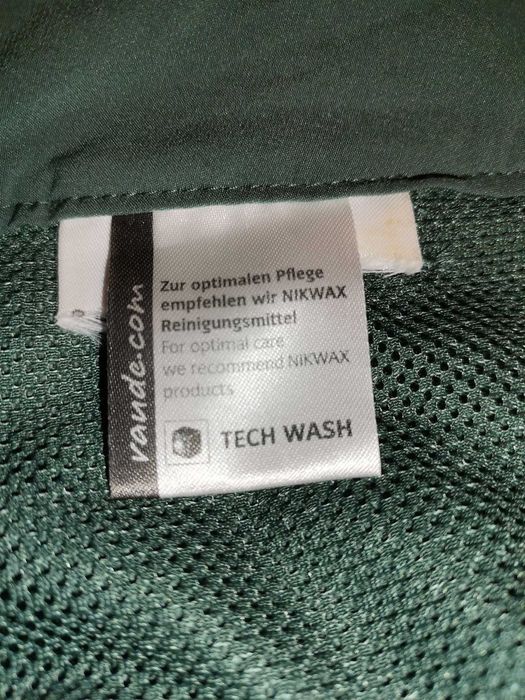 vaude.com
Zur optimalen Pflege
empfehlen wir NIKWAX
Reinigungsmittel
For optimal care
we recommend NIKWAX
products
TECH WASH